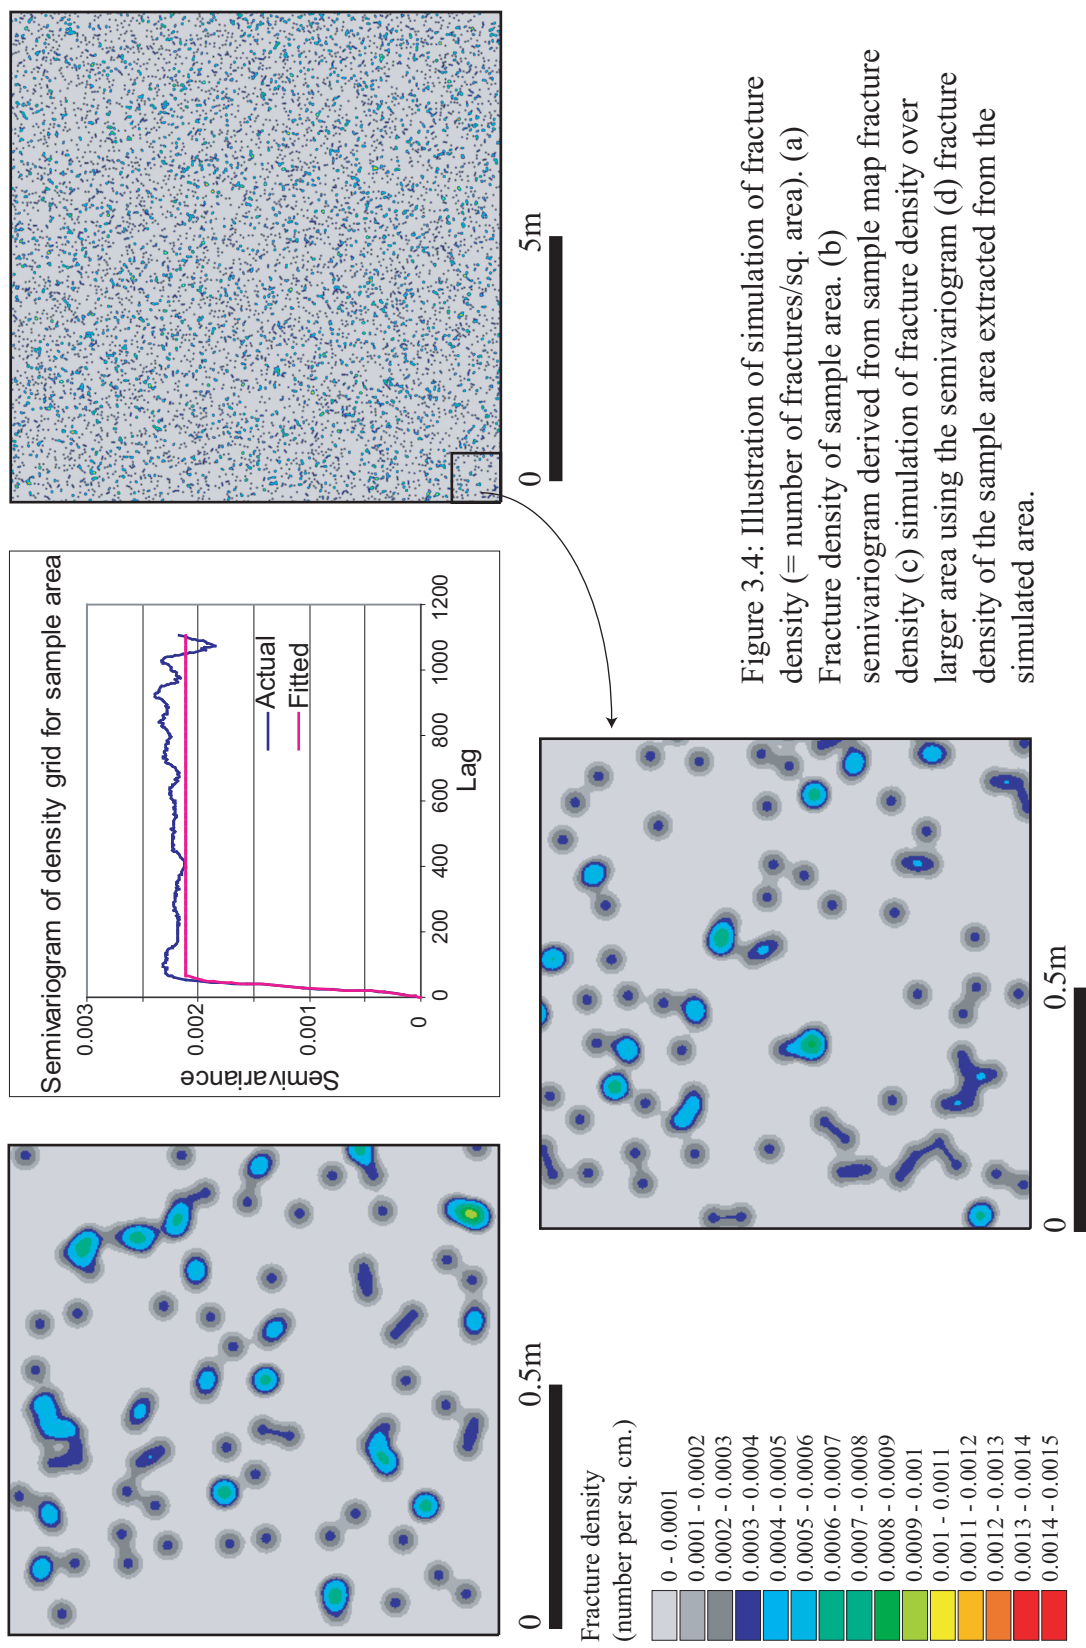 0
0.5m
Fracture density
(number per sq. cm.)
0 - 0.0001
0.0001 - 0.0002
0.0002 - 0.0003
0.0003 - 0.0004
0.0004 - 0.0005
0.0005 - 0.0006
0.0006 - 0.0007
0.0007 - 0.0008
0.0008 - 0.0009
0.0009 - 0.001
0.001 - 0.0011
0.0011 - 0.0012
0.0012 - 0.0013
0.0013 - 0.0014
0.0014 - 0.0015
Semivariogram of density grid for sample area
Semivariance
0.003
0.002
0.001
0
0 200 400 600 800 1000 1200
Lag
Actual
Fitted
0
5m
0
0.5m
Figure 3.4: Illustration of simulation of fracture
density (= number of fractures/sq. area). (a)
Fracture density of sample area. (b)
semivariogram derived from sample map fracture
density (c) simulation of fracture density over
larger area using the semivariogram (d) fracture
density of the sample area extracted from the
simulated area.